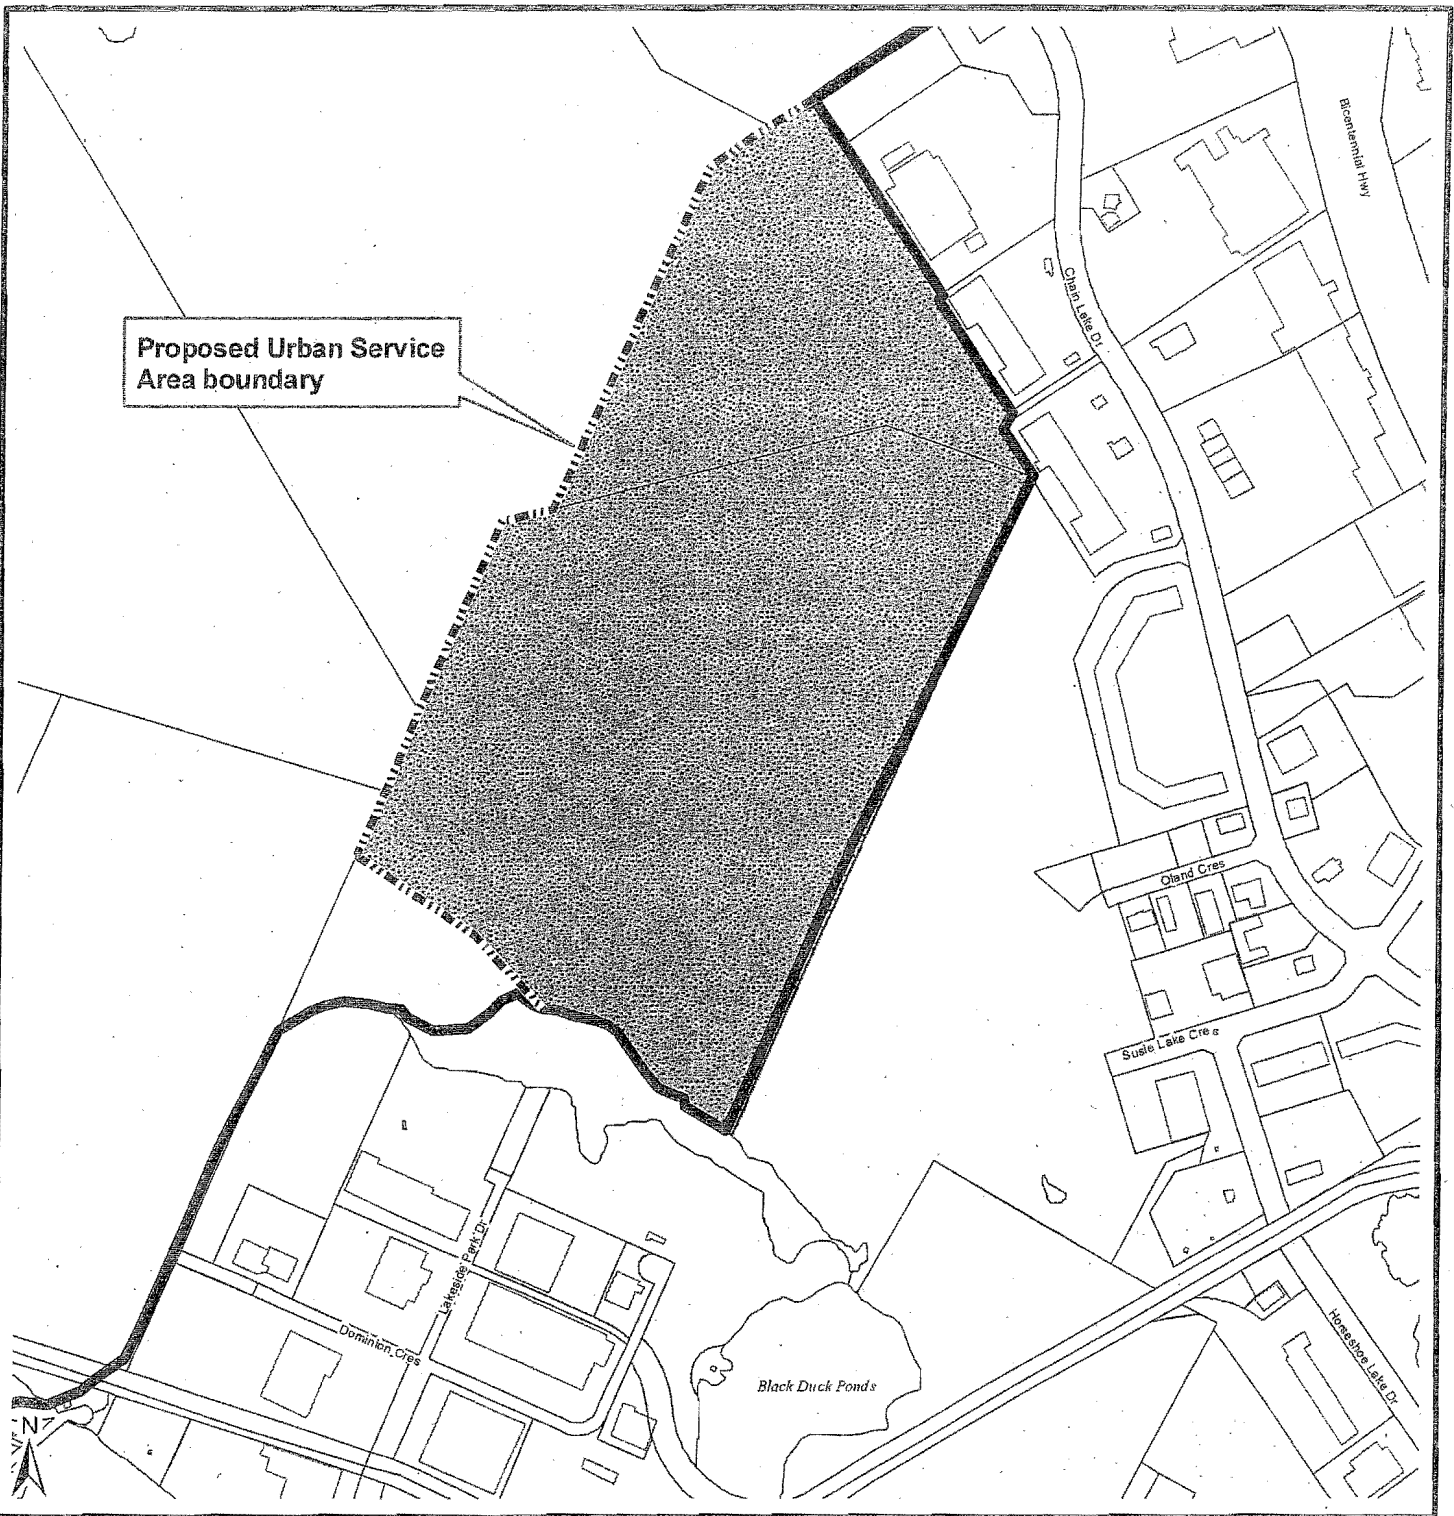 Bicentennial Hwy
Chain Lake Dr
Proposed Urban Service
Area boundary
Oland Cres
Susie Lake Cres
Lakeside Park Dr
Dominion Cres
Black Duck Ponds
Horseshoe Lake Dr
N